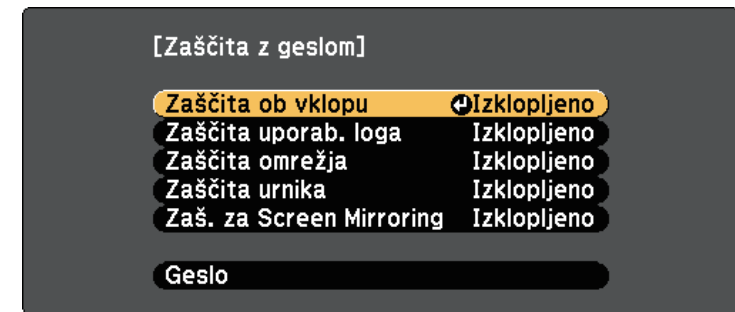 [Zaščita z geslom]
Zaščita ob vklopu Izklopljeno
Zaščita uporab. loga Izklopljeno
Zaščita omrežja Izklopljeno
Zaščita urnika Izklopljeno
Zaš. za Screen Mirroring Izklopljeno
Geslo